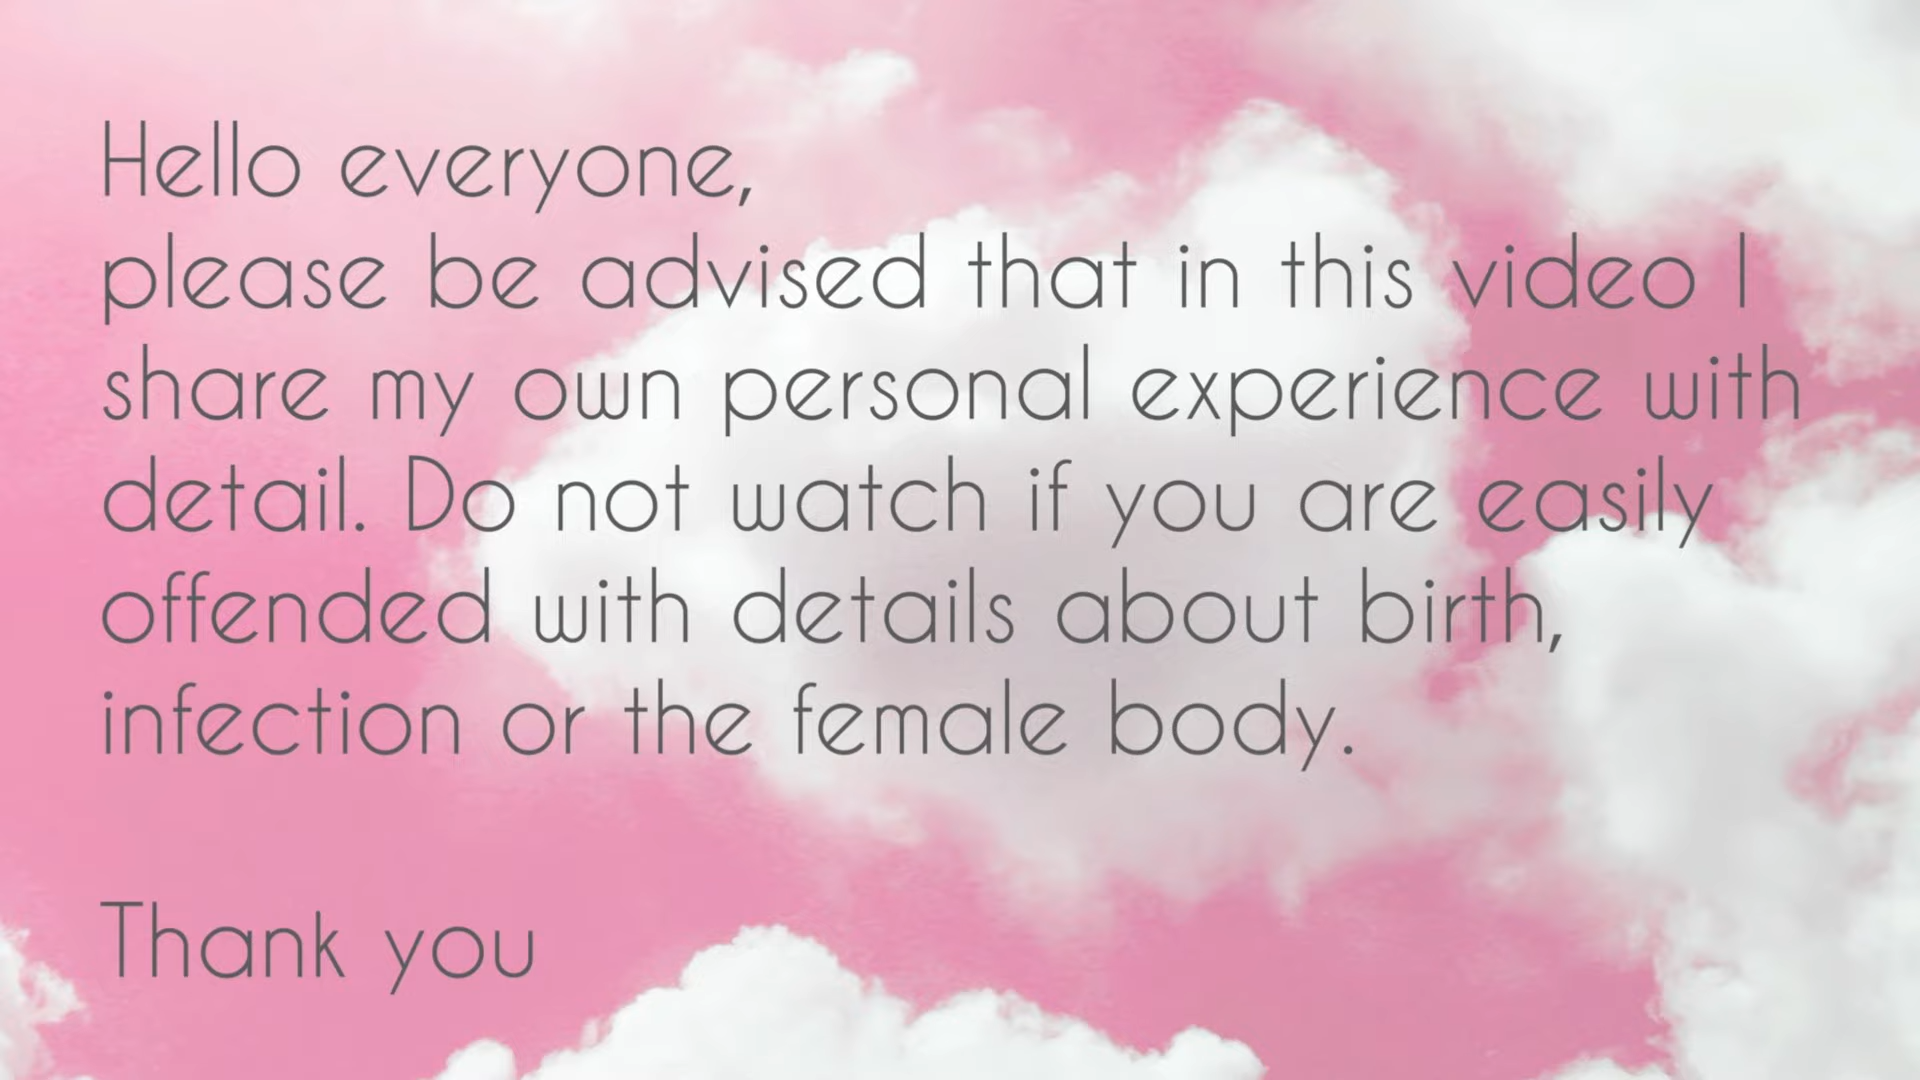 Hello everyone,
please be advised that in this video I
share my own personal experience with
detail. Do not watch if you are easily
offended with details about birth,
infection or the female body.
Thank you